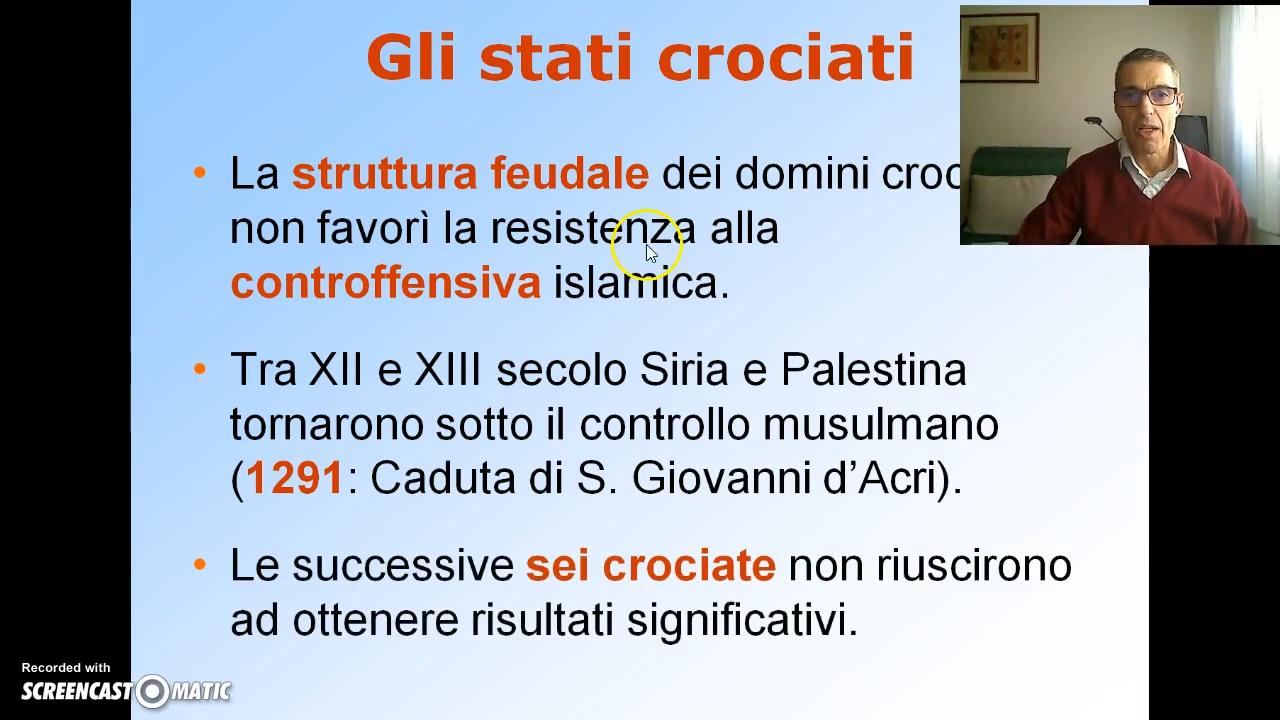 Gli stati crociati
• La struttura feudale dei domini
non favorì la resistenza alla
controffensiva islamica.
• Tra XII e XIII secolo Siria e Palestina
tornarono sotto il controllo musulmano
(1291: Caduta di S. Giovanni d’Acri).
• Le successive sei crociate non riuscirono
ad ottenere risultati significativi.
Recorded with
SCREENCAST MATIC